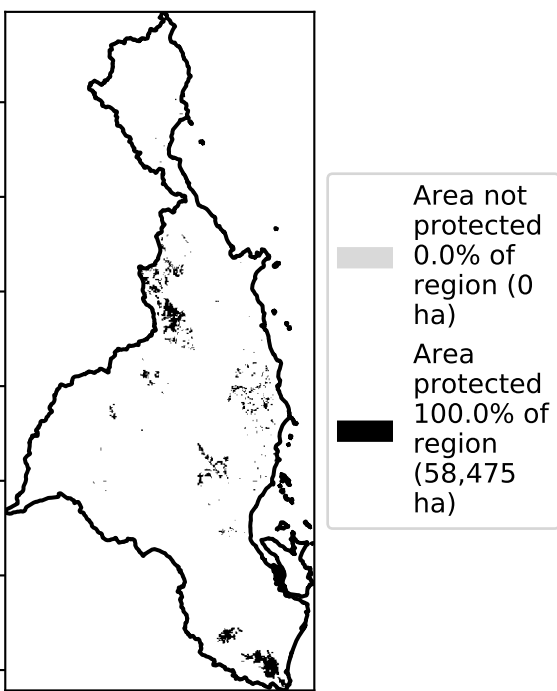 Area not
protected
0.0% of
region (0
ha)
Area
protected
100.0% of
region
(58,475
ha)